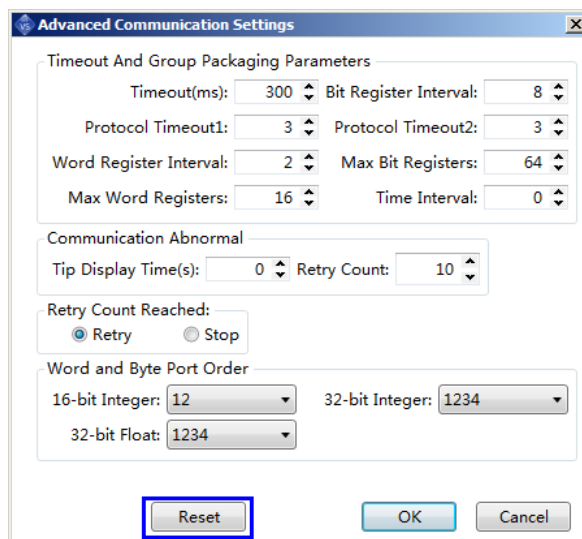 VS Advanced Communication Settings
Timeout And Group Packaging Parameters
Timeout(ms): 300 Bit Register Interval: 8
Protocol Timeout1: 3 Protocol Timeout2: 3
Word Register Interval: 2 Max Bit Registers: 64
Max Word Registers: 16 Time Interval: 0
Communication Abnormal
Tip Display Time(s): 0 Retry Count: 10
Retry Count Reached:
Retry Stop
Word and Byte Port Order
16-bit Integer: 12 32-bit Integer: 1234
32-bit Float: 1234
Reset OK Cancel